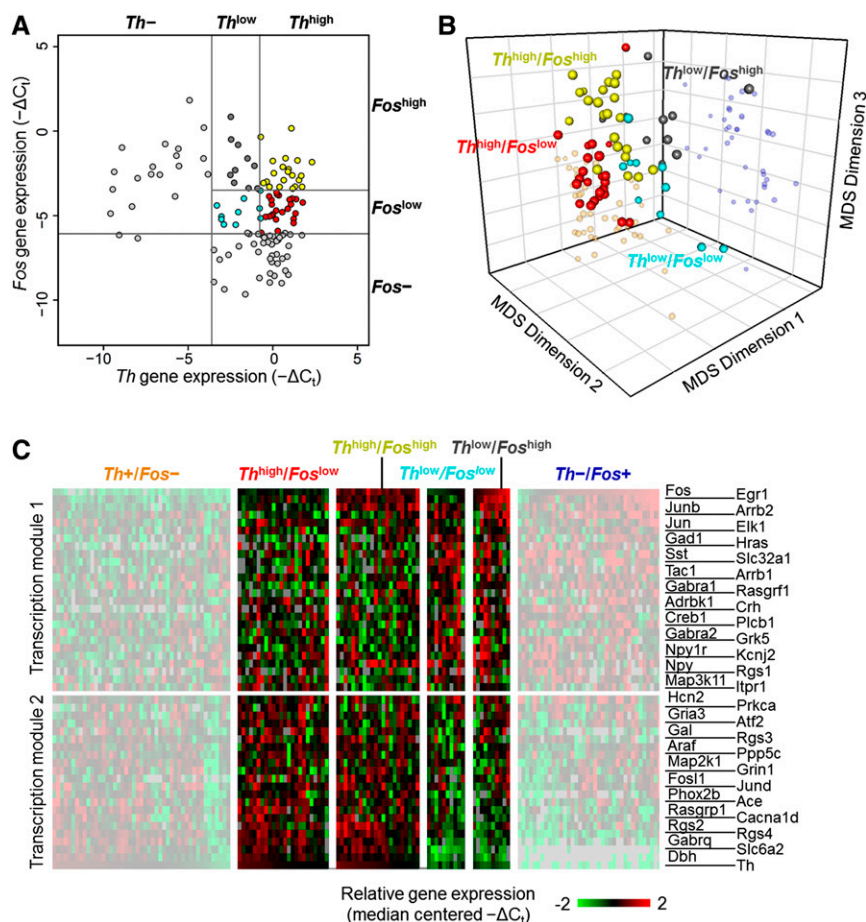 A
Th− Th^low Th^high
Fos gene expression (−ΔC_t)
5
0
−5
−10
Fos^high
Fos^low
Fos−
−10 −5 0 5
Th gene expression (−ΔC_t)
B
Th^high/Fos^high
Th^low/Fos^high
Th^high/Fos^low
Th^low/Fos^low
MDS Dimension 3
MDS Dimension 2
MDS Dimension 1
C
Th^high/Fos^high Th^low/Fos^high
Th+/Fos− Th^high/Fos^low Th^low/Fos^low Th−/Fos+
Transcription module 1
Transcription module 2
Fos
Egr1
Junb
Arrb2
Jun
Elk1
Gad1
Hras
Sst
Slc32a1
Tac1
Arrb1
Gabra1
Rasgrf1
Adrbk1
Crh
Creb1
Plcb1
Gabra2
Grk5
Npy1r
Kcnj2
Npy
Rgs1
Map3k11
Itpr1
Hcn2
Prkca
Gria3
Atf2
Gal
Rgs3
Araf
Ppp5c
Map2k1
Grin1
Fosl1
Jund
Phox2b
Ace
Rasgrp1
Cacna1d
Rgs2
Rgs4
Gabrq
Slc6a2
Dbh
Th
Relative gene expression
(median centered −ΔC_t)
-2 2